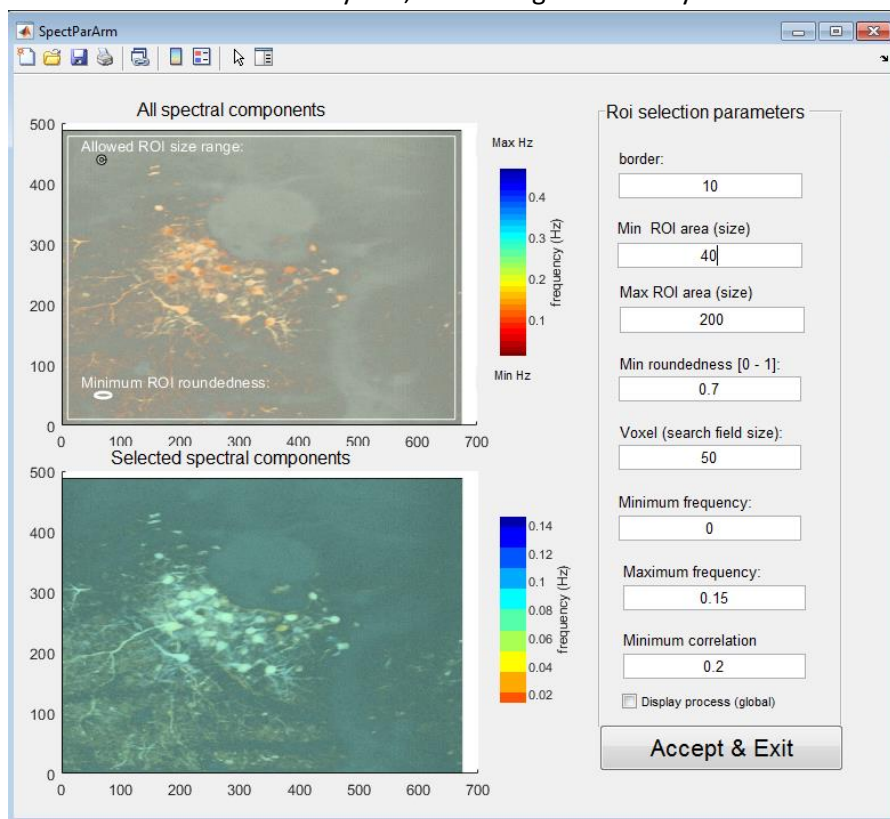 SpectParArm
All spectral components
500
400
300
200
100
0
0 100 200 300 400 500 600 700
Allowed ROI size range:
Minimum ROI roundedness:
Max Hz
0.4
0.3
0.2
0.1
frequency (Hz)
Min Hz
Selected spectral components
500
400
300
200
100
0
0 100 200 300 400 500 600 700
0.14
0.12
0.1
0.08
0.06
0.04
0.02
frequency (Hz)
Roi selection parameters
border:
10
Min ROI area (size)
40
Max ROI area (size)
200
Min roundedness [0 - 1]:
0.7
Voxel (search field size):
50
Minimum frequency:
0
Maximum frequency:
0.15
Minimum correlation
0.2
Display process (global)
Accept & Exit